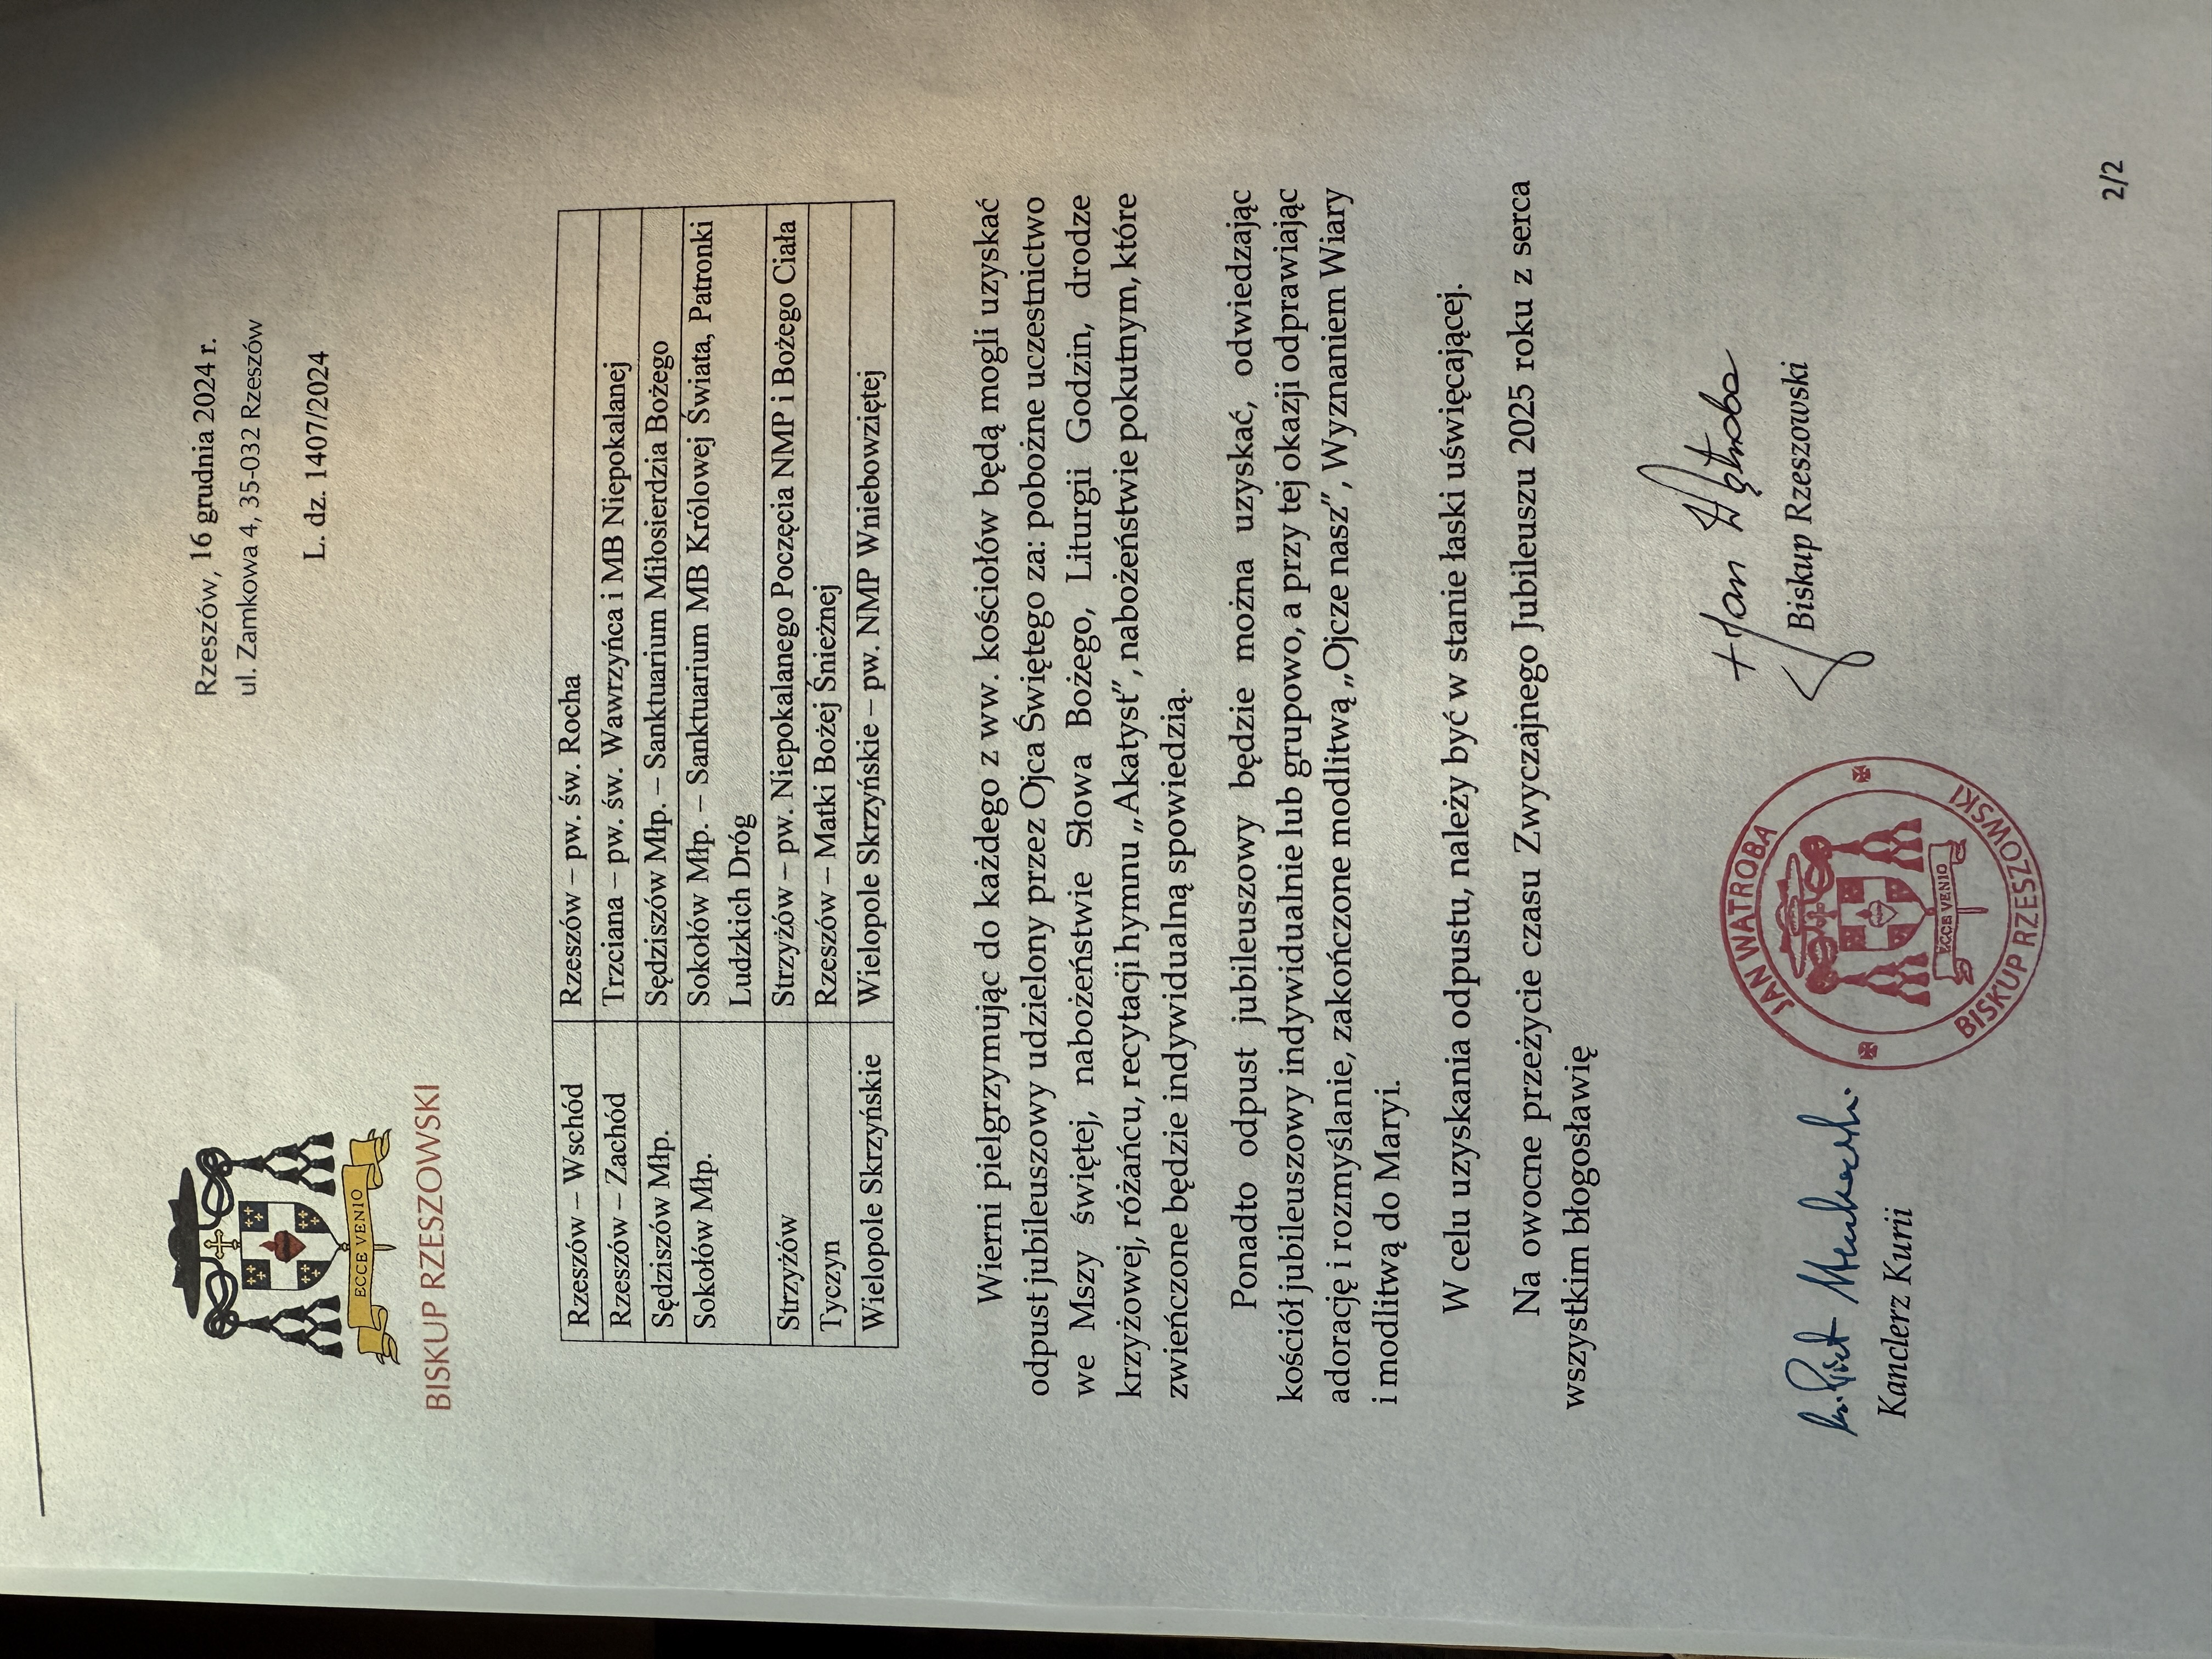 Rzeszów, 16 grudnia 2024 r.
ul. Zamkowa 4, 35-032 Rzeszów
L. dz. 1407/2024
ECCE VENIO
BISKUP RZESZOWSKI
Rzeszów – Wschód Rzeszów – pw. św. Rocha
Rzeszów – Zachód Trzciana – pw. św. Wawrzyńca i MB Niepokalanej
Sędziszów Młp. Sędziszów Młp. – Sanktuarium Miłosierdzia Bożego
Sokołów Młp. Sokołów Młp. – Sanktuarium MB Królowej Świata, Patronki
Ludzkich Dróg
Strzyżów Strzyżów – pw. Niepokalanego Poczęcia NMP i Bożego Ciała
Tyczyn Rzeszów – Matki Bożej Śnieżnej
Wielopole Skrzyńskie Wielopole Skrzyńskie – pw. NMP Wniebowziętej
Wierni pielgrzymując do każdego z ww. kościołów będą mogli uzyskać
odpust jubileuszowy udzielony przez Ojca Świętego za: pobożne uczestnictwo
we Mszy świętej, nabożeństwie Słowa Bożego, Liturgii Godzin, drodze
krzyżowej, różańcu, recytacji hymnu „Akatyst”, nabożeństwie pokutnym, które
zwieńczone będzie indywidualną spowiedzią.
Ponadto odpust jubileuszowy będzie można uzyskać, odwiedzając
kościół jubileuszowy indywidualnie lub grupowo, a przy tej okazji odprawiając
adorację i rozmyślanie, zakończone modlitwą „Ojcze nasz”, Wyznaniem Wiary
i modlitwą do Maryi.
W celu uzyskania odpustu, należy być w stanie łaski uświęcającej.
Na owocne przeżycie czasu Zwyczajnego Jubileuszu 2025 roku z serca
wszystkim błogosławię
+ Jan Wątroba
Biskup Rzeszowski
JAN WATROBA
BISKUP RZESZOWSKI
ECCE VENIO
Kanclerz Kurii
2/2